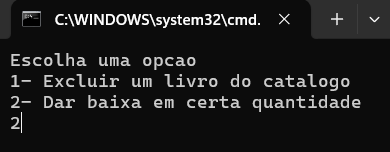 C:\WINDOWS\system32\cmd.
Escolha uma opcao
1- Excluir um livro do catalogo
2- Dar baixa em certa quantidade
2